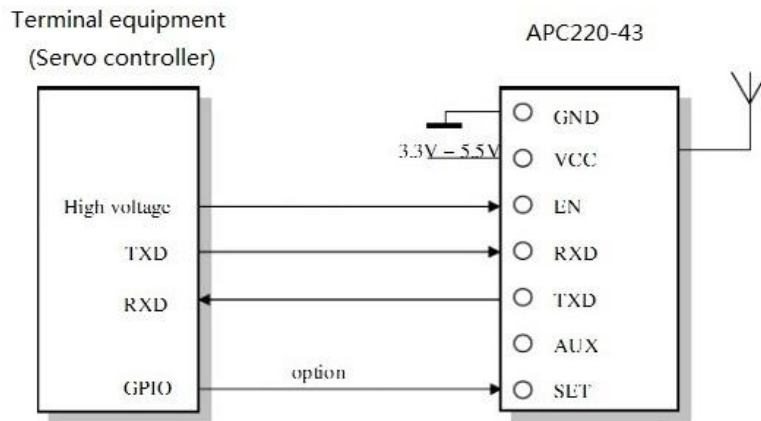 Terminal equipment
(Servo controller)
APC220-43
High voltage
TXD
RXD
GPIO
option
3.3V – 5.5V
GND
VCC
EN
RXD
TXD
AUX
SET